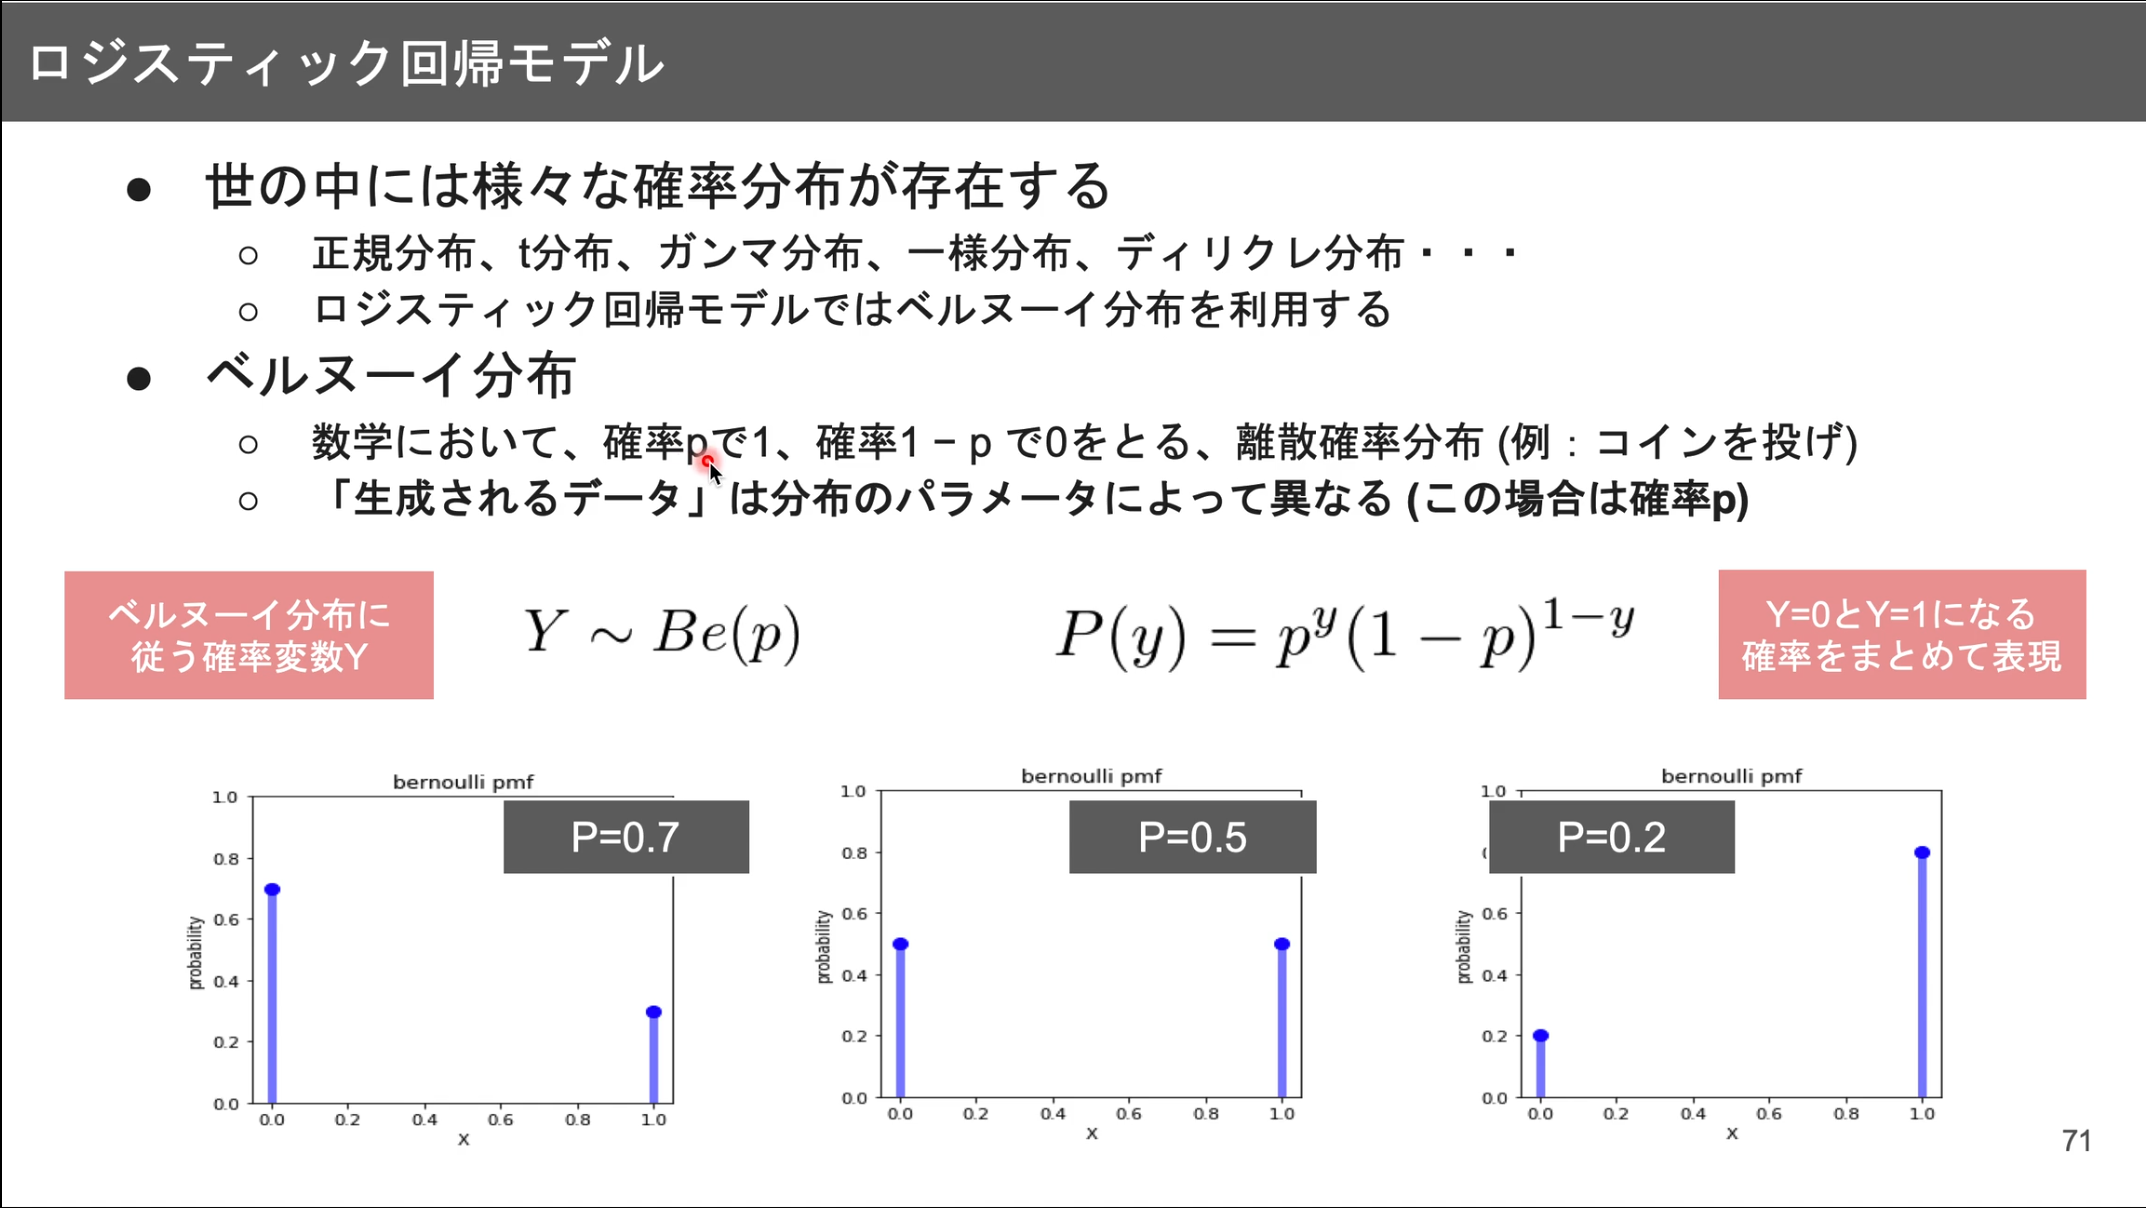 ロジスティック回帰モデル
● 世の中には様々な確率分布が存在する
○ 正規分布、t分布、ガンマ分布、一様分布、ディリクレ分布・・・
○ ロジスティック回帰モデルではベルヌーイ分布を利用する
● ベルヌーイ分布
○ 数学において、確率pで1、確率1 − p で0をとる、離散確率分布 (例：コインを投げ)
○ 「生成されるデータ」は分布のパラメータによって異なる (この場合は確率p)
ベルヌーイ分布に
従う確率変数Y
Y ∼ Be(p)
P(y) = p^y(1 − p)^{1−y}
Y=0とY=1になる
確率をまとめて表現
bernoulli pmf
P=0.7
1.0
0.8
0.6
0.4
0.2
0.0
probability
0.0 0.2 0.4 0.6 0.8 1.0
x
bernoulli pmf
P=0.5
1.0
0.8
0.6
0.4
0.2
0.0
probability
0.0 0.2 0.4 0.6 0.8 1.0
x
bernoulli pmf
P=0.2
1.0
0.6
0.4
0.2
0.0
probability
0.0 0.2 0.4 0.6 0.8 1.0
x
71